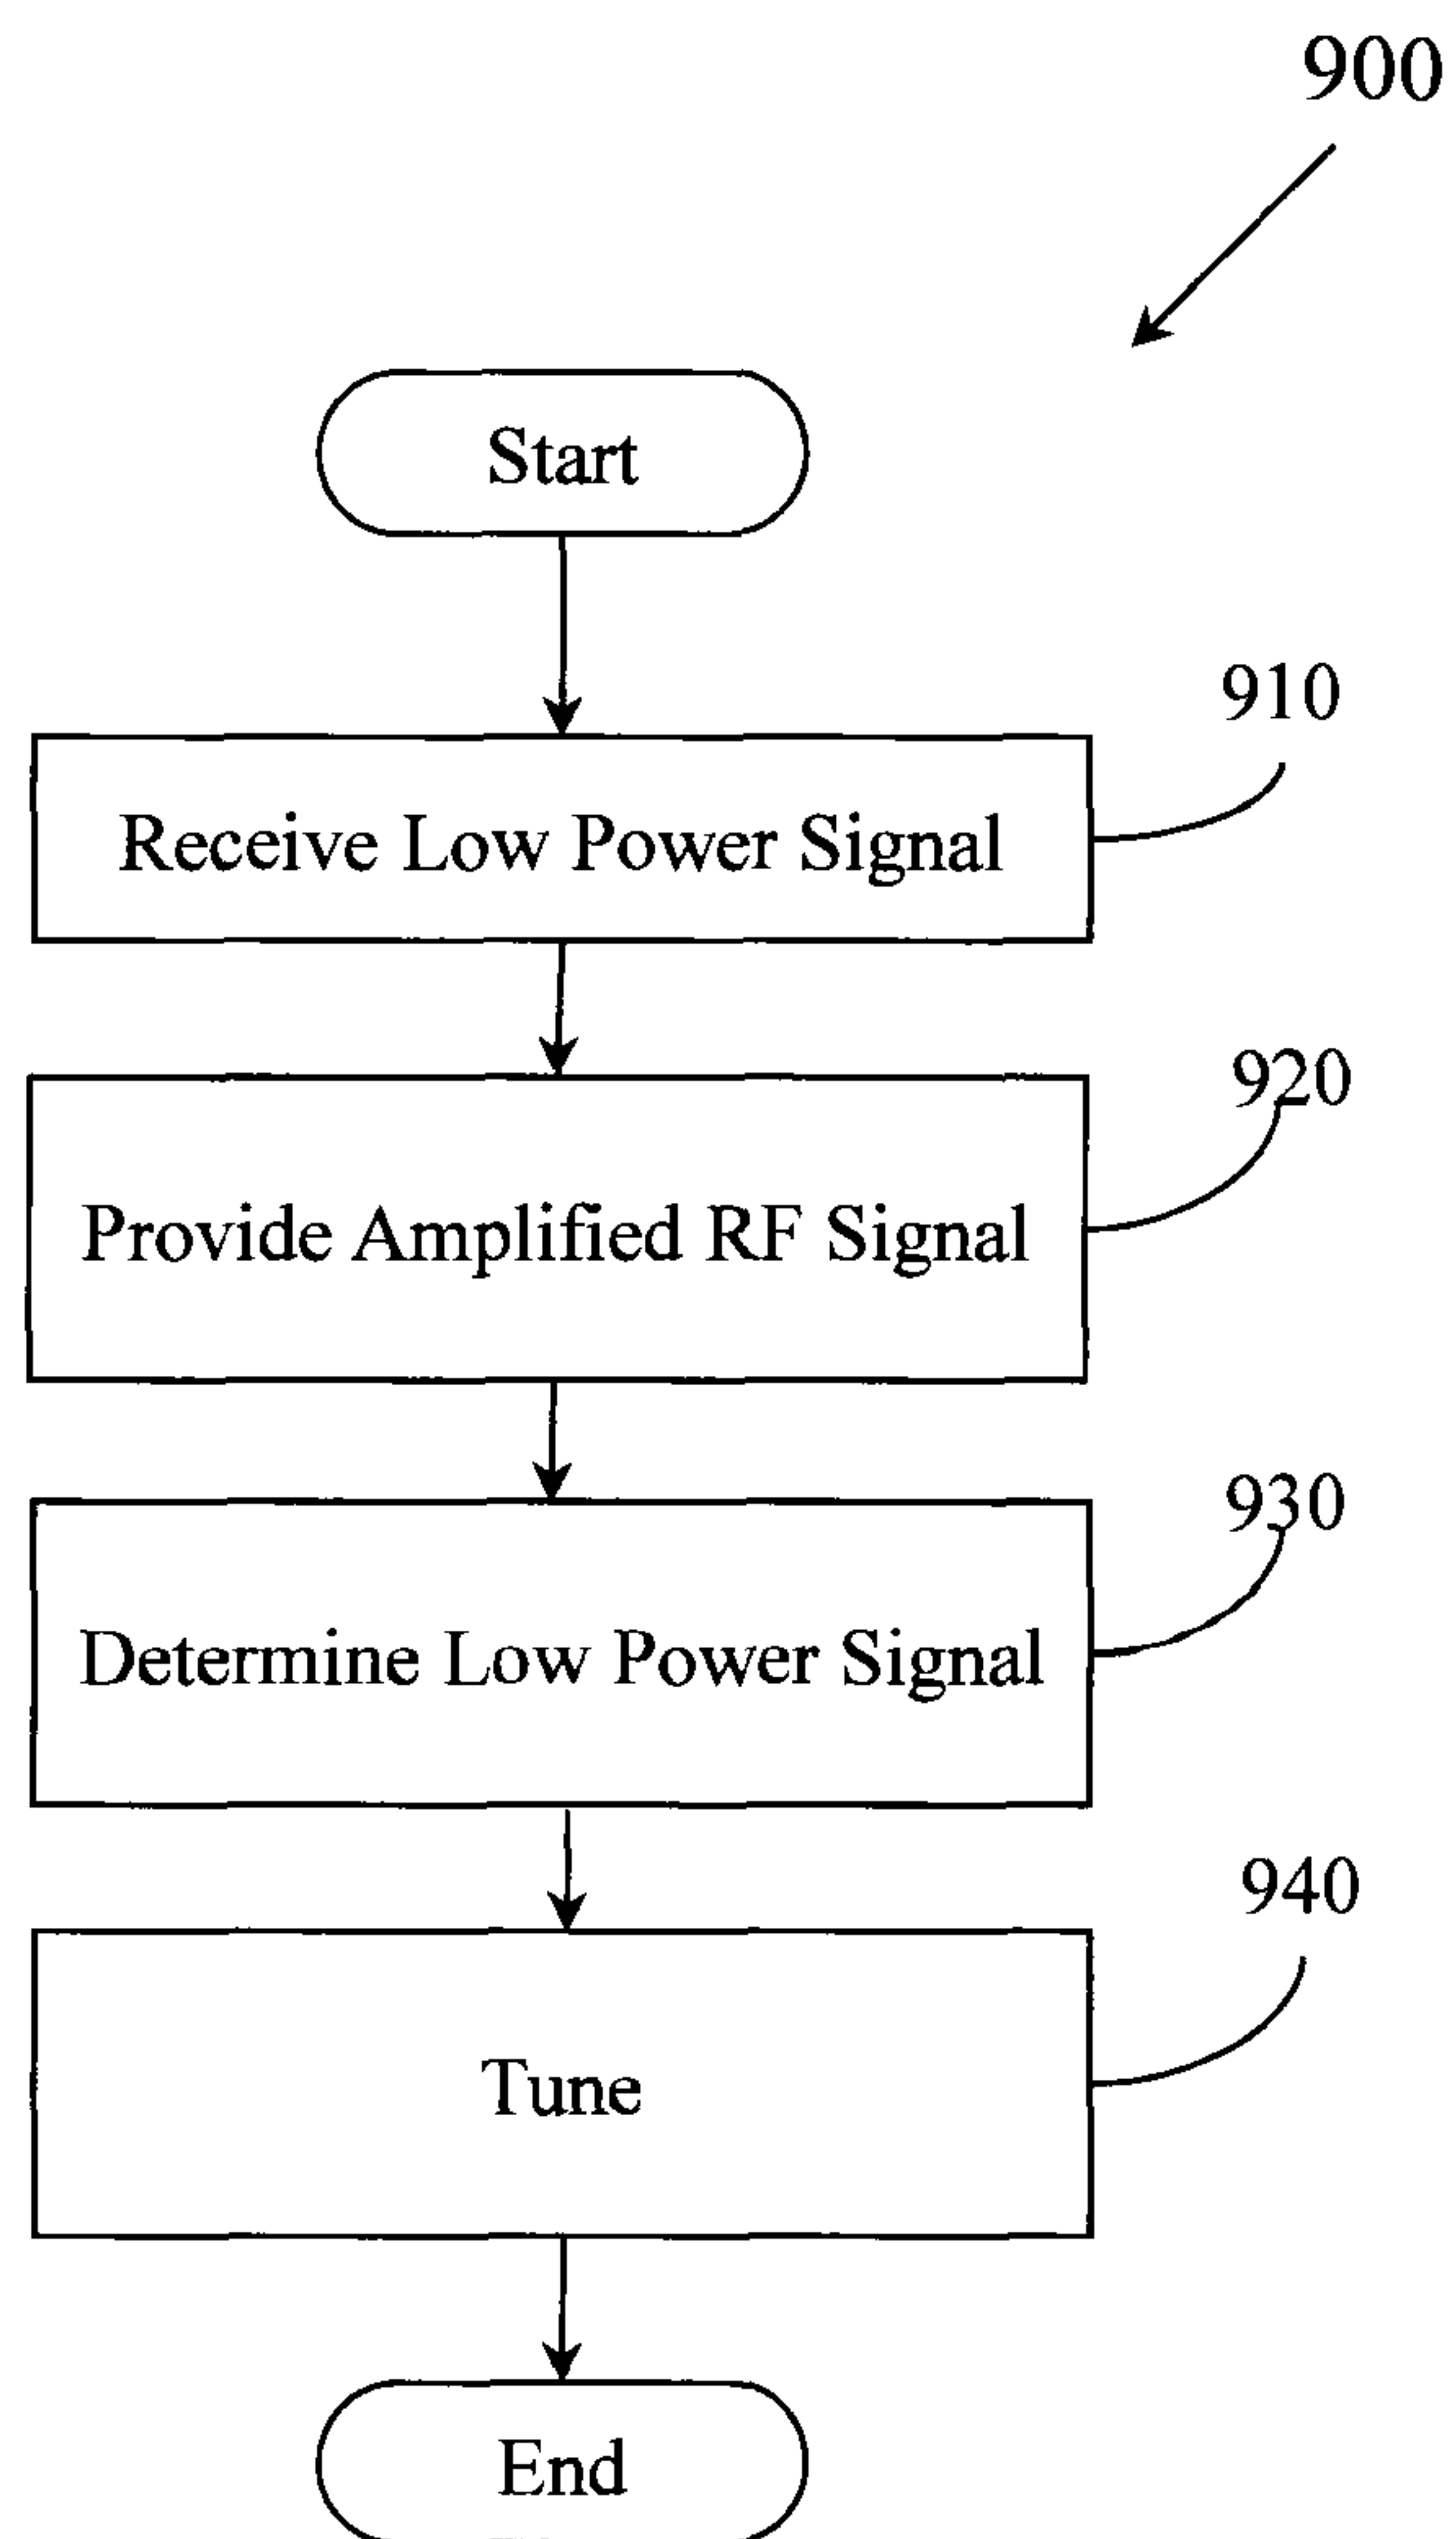 900
Start
910
Receive Low Power Signal
920
Provide Amplified RF Signal
930
Determine Low Power Signal
940
Tune
End